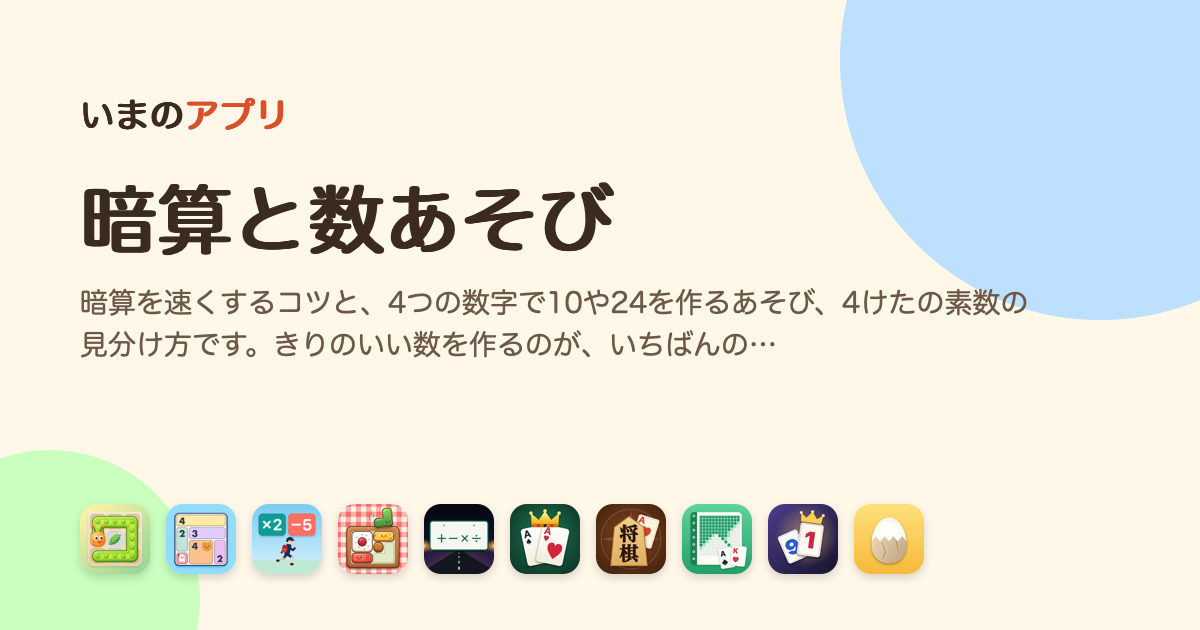 いまのアプリ
暗算と数あそび
暗算を速くするコツと、4つの数字で10や24を作るあそび、4けたの素数の
見分け方です。きりのいい数を作るのが、いちばんの…
4
2 3
4
2
×2 −5
+−×÷
A A
将棋 A
A K
9 1